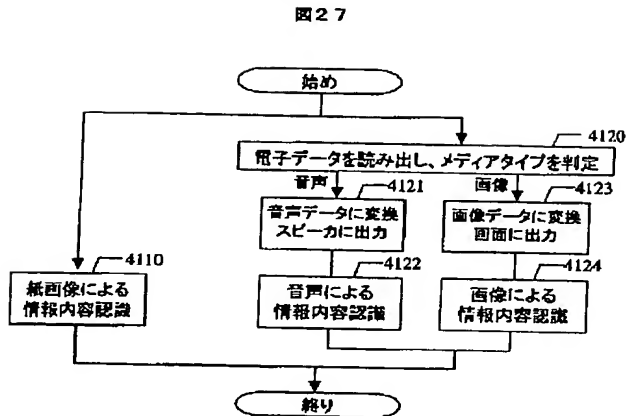 図27
始め
4120
電子データを読み出し、メディアタイプを判定
音声
4121
画像
4123
音声データに変換
スピーカに出力
画像データに変換
画面に出力
4110
4122
4124
紙画像による
情報内容認識
音声による
情報内容認識
画像による
情報内容認識
終り